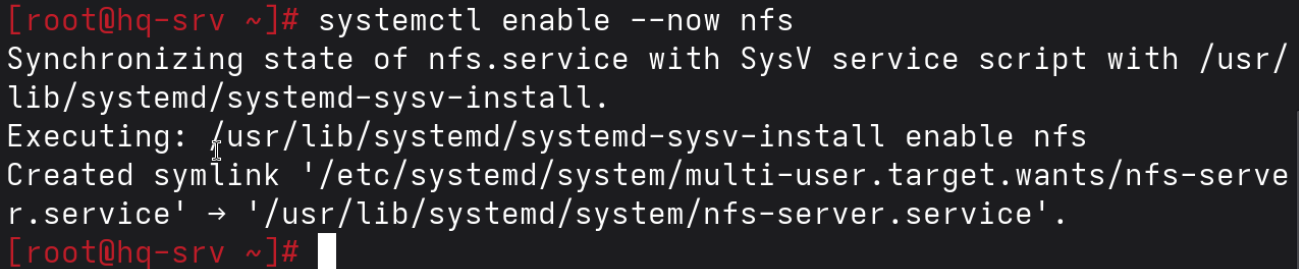 [root@hq-srv ~]# systemctl enable --now nfs
Synchronizing state of nfs.service with SysV service script with /usr/
lib/systemd/systemd-sysv-install.
Executing: /usr/lib/systemd/systemd-sysv-install enable nfs
Created symlink '/etc/systemd/system/multi-user.target.wants/nfs-serve
r.service' → '/usr/lib/systemd/system/nfs-server.service'.
[root@hq-srv ~]#